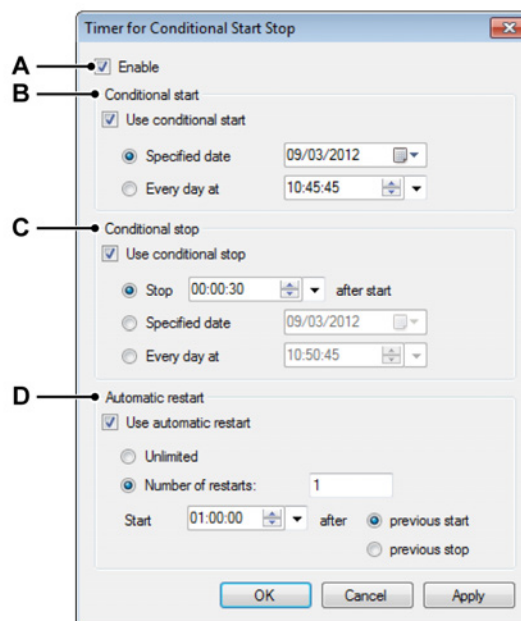 Timer for Conditional Start Stop
A
Enable
B
Conditional start
Use conditional start
Specified date 09/03/2012
Every day at 10:45:45
C
Conditional stop
Use conditional stop
Stop 00:00:30 after start
Specified date 09/03/2012
Every day at 10:50:45
D
Automatic restart
Use automatic restart
Unlimited
Number of restarts: 1
Start 01:00:00 after previous start
previous stop
OK Cancel Apply